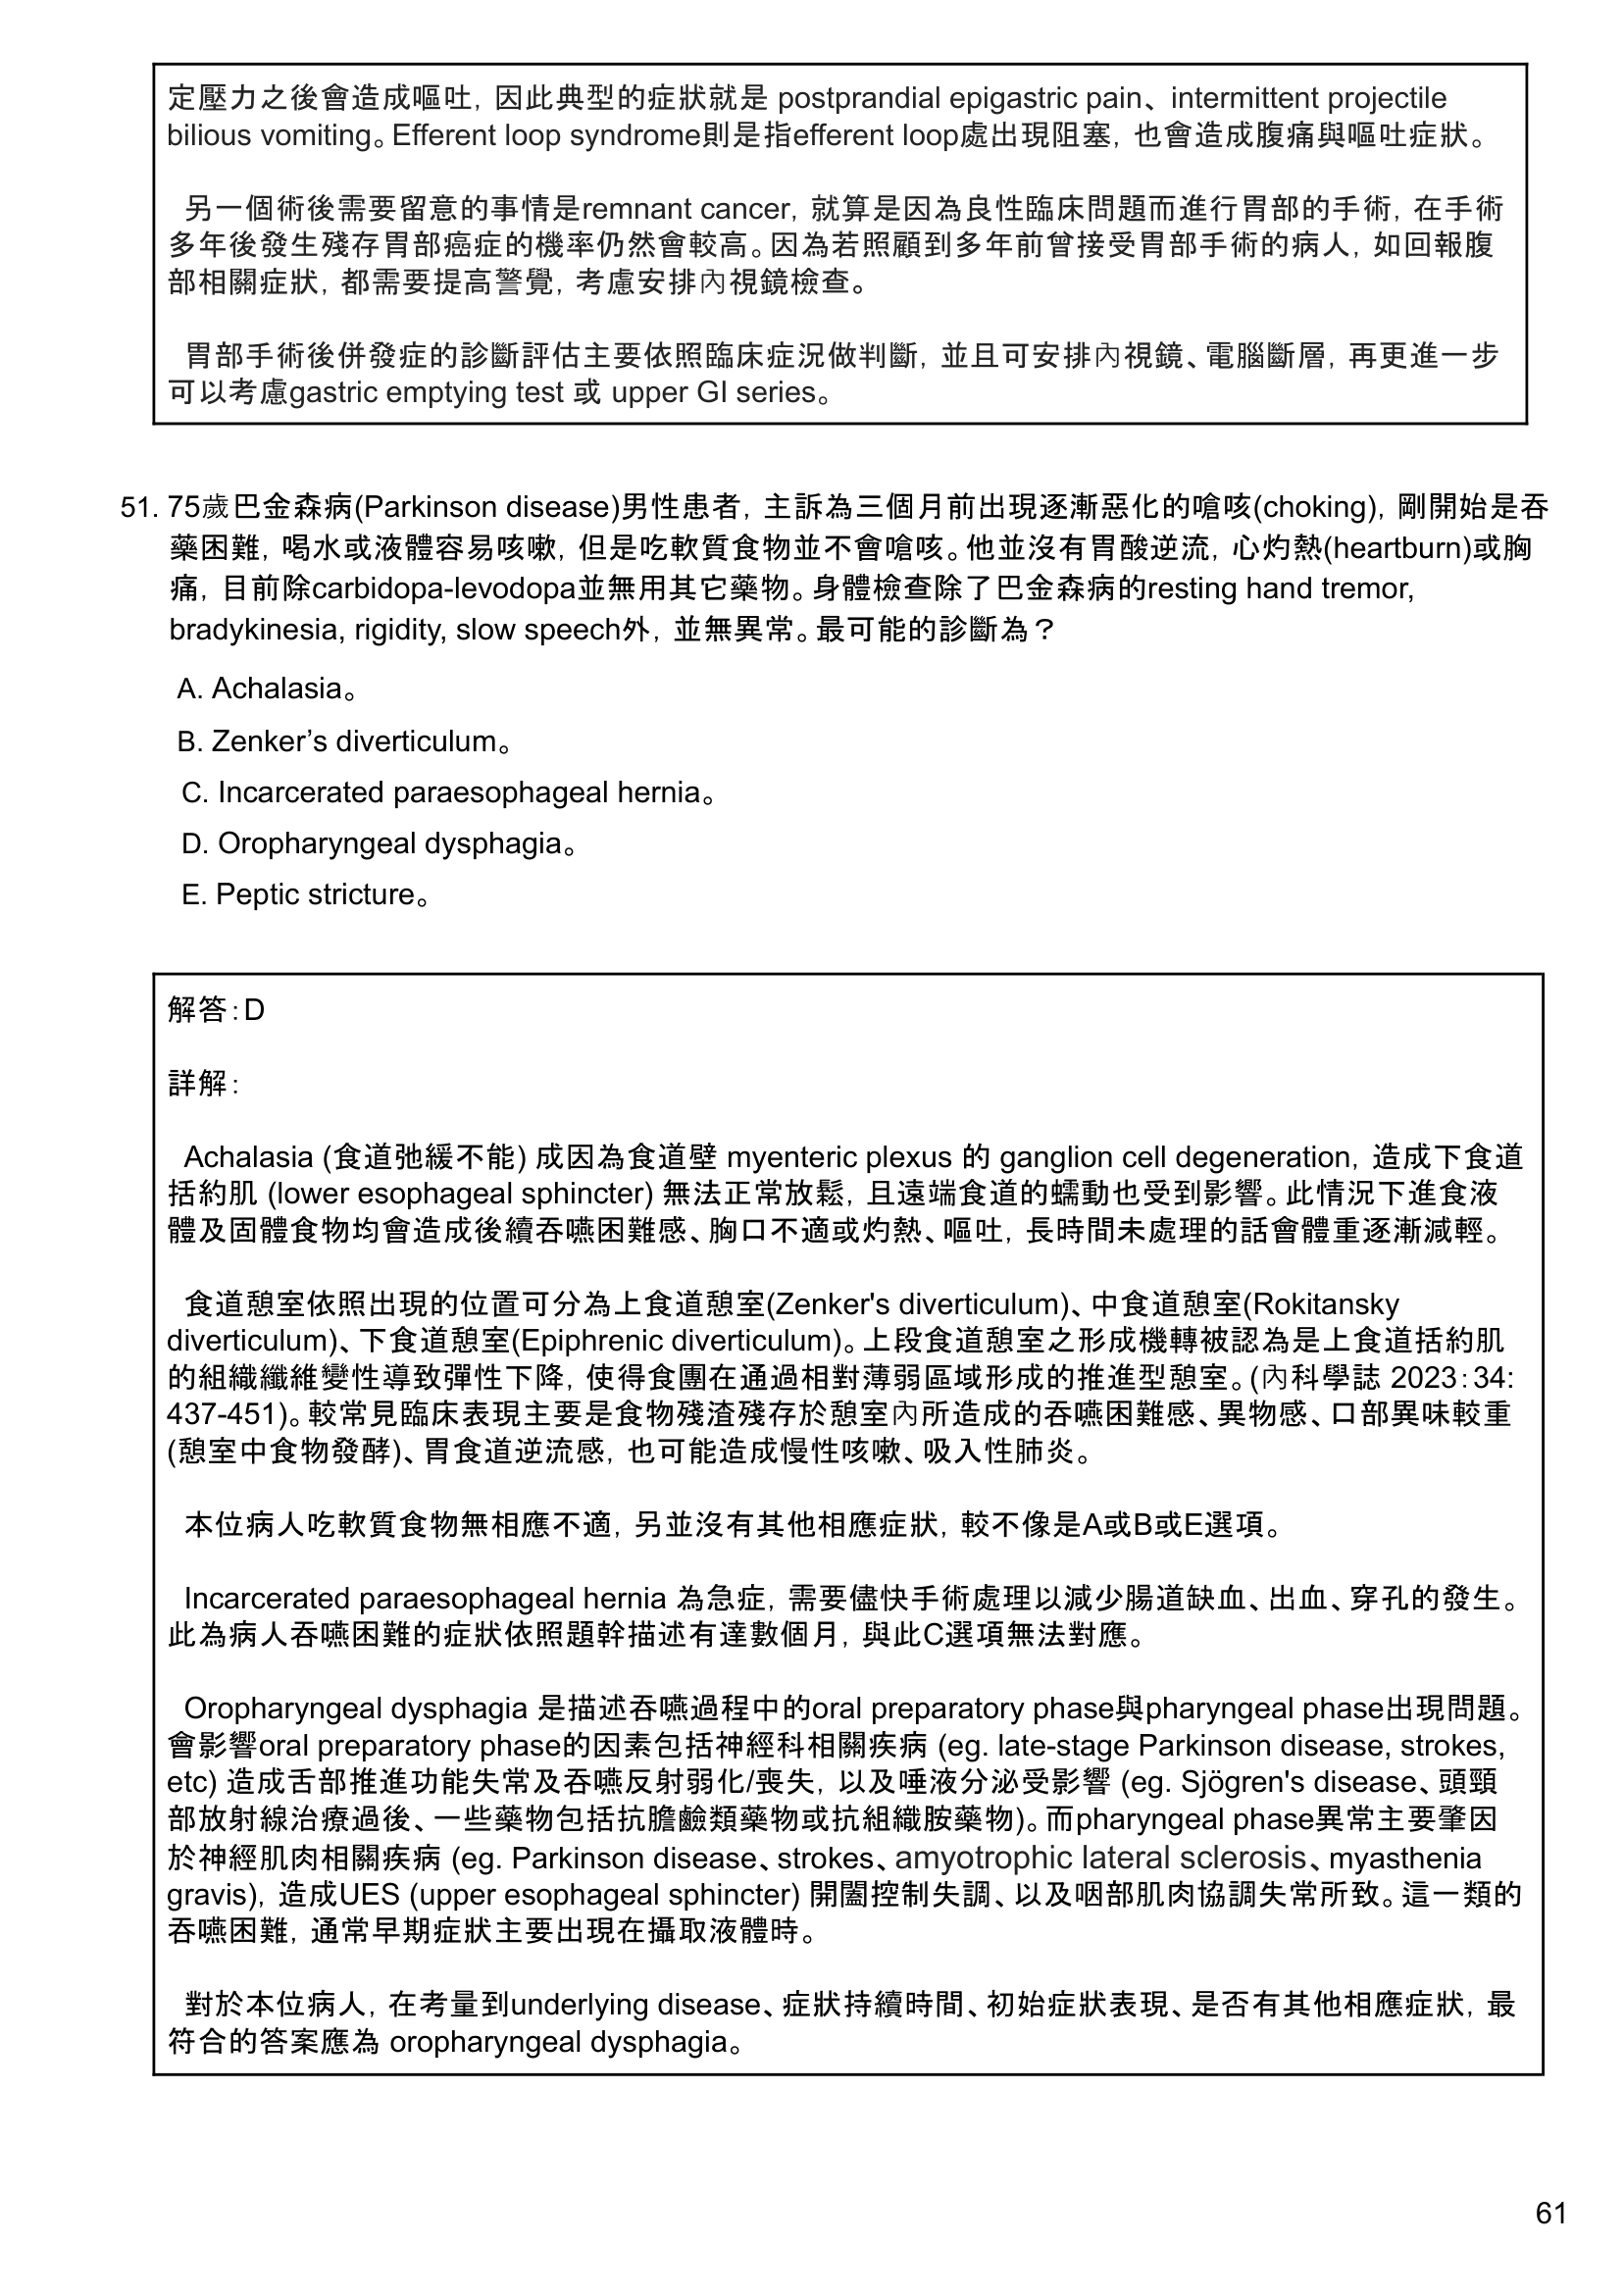 定壓力之後會造成嘔吐，因此典型的症狀就是 postprandial epigastric pain、intermittent projectile
bilious vomiting。Efferent loop syndrome則是指efferent loop處出現阻塞，也會造成腹痛與嘔吐症狀。
另一個術後需要留意的事情是remnant cancer，就算是因為良性臨床問題而進行胃部的手術，在手術
多年後發生殘存胃部癌症的機率仍然會較高。因為若照顧到多年前曾接受胃部手術的病人，如回報腹
部相關症狀，都需要提高警覺，考慮安排內視鏡檢查。
胃部手術後併發症的診斷評估主要依照臨床症況做判斷，並且可安排內視鏡、電腦斷層，再更進一步
可以考慮gastric emptying test 或 upper GI series。
51. 75歲巴金森病(Parkinson disease)男性患者，主訴為三個月前出現逐漸惡化的嗆咳(choking)，剛開始是吞
藥困難，喝水或液體容易咳嗽，但是吃軟質食物並不會嗆咳。他並沒有胃酸逆流，心灼熱(heartburn)或胸
痛，目前除carbidopa-levodopa並無用其它藥物。身體檢查除了巴金森病的resting hand tremor,
bradykinesia, rigidity, slow speech外，並無異常。最可能的診斷為？
A. Achalasia。
B. Zenker’s diverticulum。
C. Incarcerated paraesophageal hernia。
D. Oropharyngeal dysphagia。
E. Peptic stricture。
解答：D
詳解：
Achalasia (食道弛緩不能) 成因為食道壁 myenteric plexus 的 ganglion cell degeneration，造成下食道
括約肌 (lower esophageal sphincter) 無法正常放鬆，且遠端食道的蠕動也受到影響。此情況下進食液
體及固體食物均會造成後續吞嚥困難感、胸口不適或灼熱、嘔吐，長時間未處理的話會體重逐漸減輕。
食道憩室依照出現的位置可分為上食道憩室(Zenker's diverticulum)、中食道憩室(Rokitansky
diverticulum)、下食道憩室(Epiphrenic diverticulum)。上段食道憩室之形成機轉被認為是上食道括約肌
的組織纖維變性導致彈性下降，使得食團在通過相對薄弱區域形成的推進型憩室。(內科學誌 2023：34：
437-451)。較常見臨床表現主要是食物殘渣殘存於憩室內所造成的吞嚥困難感、異物感、口部異味較重
(憩室中食物發酵)、胃食道逆流感，也可能造成慢性咳嗽、吸入性肺炎。
本位病人吃軟質食物無相應不適，另並沒有其他相應症狀，較不像是A或B或E選項。
Incarcerated paraesophageal hernia 為急症，需要儘快手術處理以減少腸道缺血、出血、穿孔的發生。
此為病人吞嚥困難的症狀依照題幹描述有達數個月，與此C選項無法對應。
Oropharyngeal dysphagia 是描述吞嚥過程中的oral preparatory phase與pharyngeal phase出現問題。
會影響oral preparatory phase的因素包括神經科相關疾病 (eg. late-stage Parkinson disease, strokes,
etc) 造成舌部推進功能失常及吞嚥反射弱化/喪失，以及唾液分泌受影響 (eg. Sjögren's disease、頭頸
部放射線治療過後、一些藥物包括抗膽鹼類藥物或抗組織胺藥物)。而pharyngeal phase異常主要肇因
於神經肌肉相關疾病 (eg. Parkinson disease、strokes、amyotrophic lateral sclerosis、myasthenia
gravis)，造成UES (upper esophageal sphincter) 開闔控制失調、以及咽部肌肉協調失常所致。這一類的
吞嚥困難，通常早期症狀主要出現在攝取液體時。
對於本位病人，在考量到underlying disease、症狀持續時間、初始症狀表現、是否有其他相應症狀，最
符合的答案應為 oropharyngeal dysphagia。
61